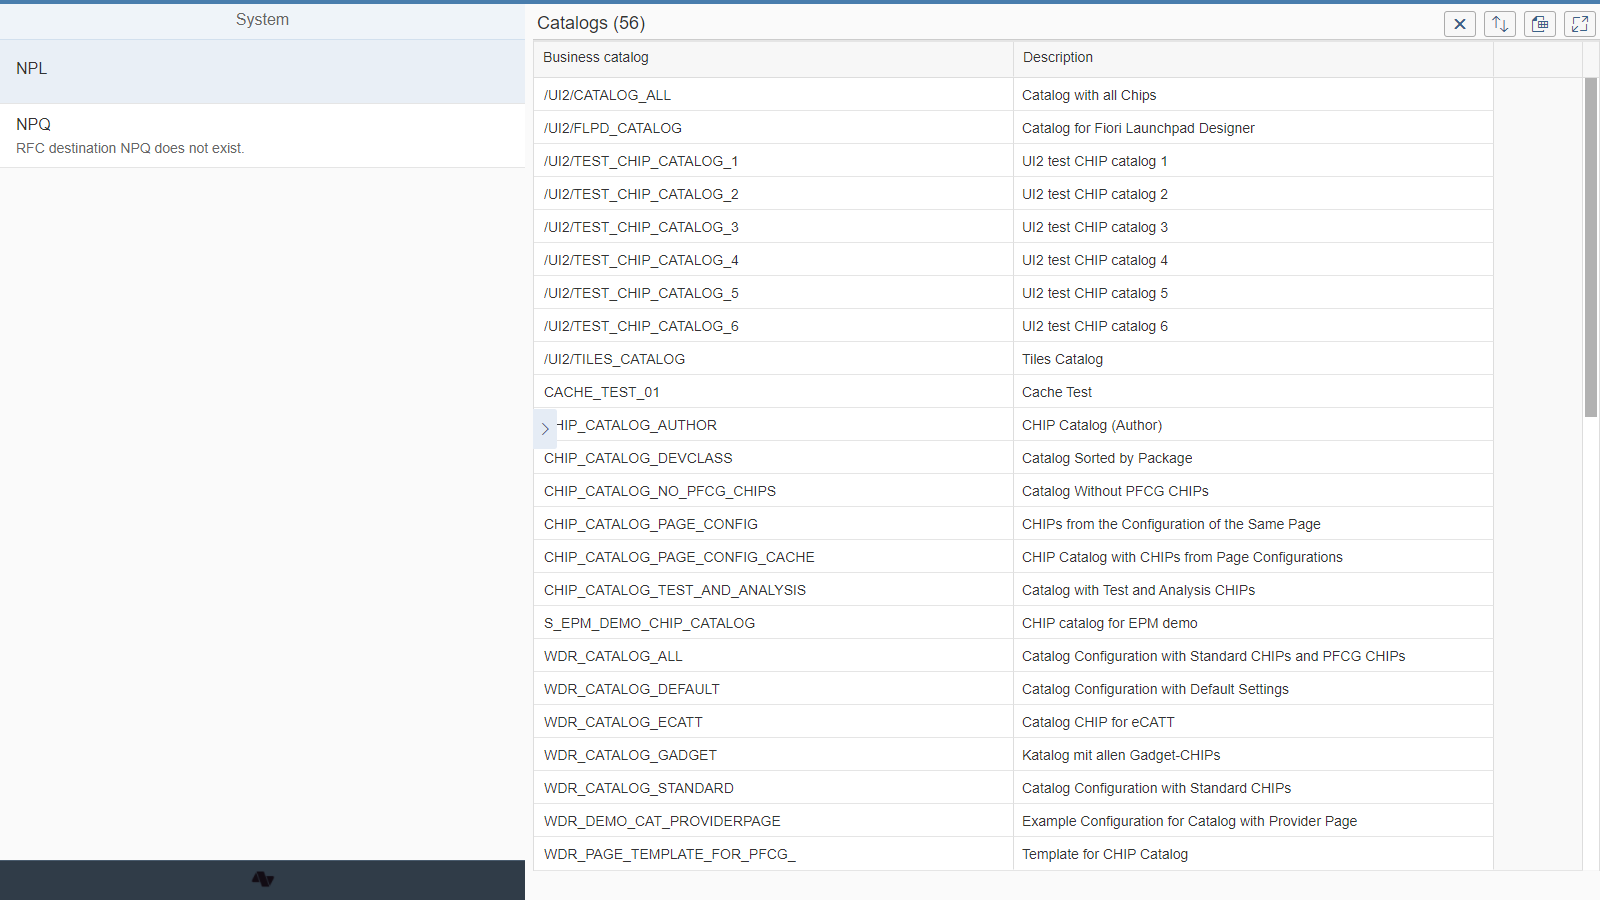 System
NPL
NPQ
RFC destination NPQ does not exist.
Catalogs (56)
Business catalog Description
/UI2/CATALOG_ALL Catalog with all Chips
/UI2/FLPD_CATALOG Catalog for Fiori Launchpad Designer
/UI2/TEST_CHIP_CATALOG_1 UI2 test CHIP catalog 1
/UI2/TEST_CHIP_CATALOG_2 UI2 test CHIP catalog 2
/UI2/TEST_CHIP_CATALOG_3 UI2 test CHIP catalog 3
/UI2/TEST_CHIP_CATALOG_4 UI2 test CHIP catalog 4
/UI2/TEST_CHIP_CATALOG_5 UI2 test CHIP catalog 5
/UI2/TEST_CHIP_CATALOG_6 UI2 test CHIP catalog 6
/UI2/TILES_CATALOG Tiles Catalog
CACHE_TEST_01 Cache Test
HIP_CATALOG_AUTHOR CHIP Catalog (Author)
CHIP_CATALOG_DEVCLASS Catalog Sorted by Package
CHIP_CATALOG_NO_PFCG_CHIPS Catalog Without PFCG CHIPs
CHIP_CATALOG_PAGE_CONFIG CHIPs from the Configuration of the Same Page
CHIP_CATALOG_PAGE_CONFIG_CACHE CHIP Catalog with CHIPs from Page Configurations
CHIP_CATALOG_TEST_AND_ANALYSIS Catalog with Test and Analysis CHIPs
S_EPM_DEMO_CHIP_CATALOG CHIP catalog for EPM demo
WDR_CATALOG_ALL Catalog Configuration with Standard CHIPs and PFCG CHIPs
WDR_CATALOG_DEFAULT Catalog Configuration with Default Settings
WDR_CATALOG_ECATT Catalog CHIP for eCATT
WDR_CATALOG_GADGET Katalog mit allen Gadget-CHIPs
WDR_CATALOG_STANDARD Catalog Configuration with Standard CHIPs
WDR_DEMO_CAT_PROVIDERPAGE Example Configuration for Catalog with Provider Page
WDR_PAGE_TEMPLATE_FOR_PFCG_ Template for CHIP Catalog